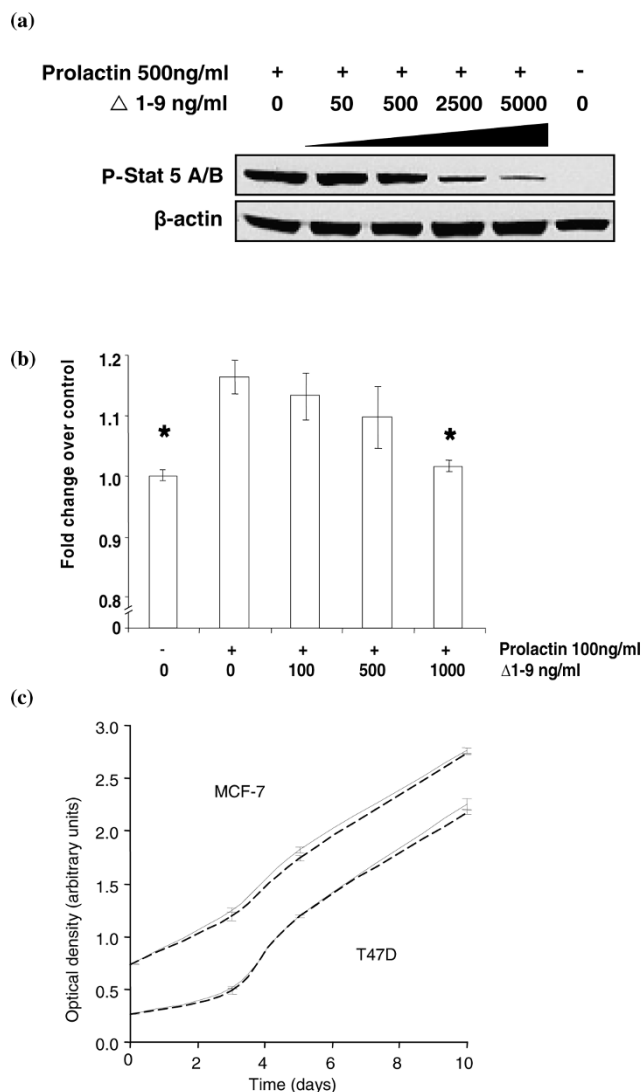 (a)
Prolactin 500ng/ml + + + + + -
△ 1-9 ng/ml 0 50 500 2500 5000 0
P-Stat 5 A/B
β-actin
(b)
Fold change over control
1.2
1.1
1.0
0.9
0.8
0
* *
- + + + + Prolactin 100ng/ml
0 0 100 500 1000 Δ1-9 ng/ml
(c)
Optical density (arbitrary units)
3.0
2.5
2.0
1.5
1.0
0.5
0.0
MCF-7
T47D
0 2 4 6 8 10
Time (days)